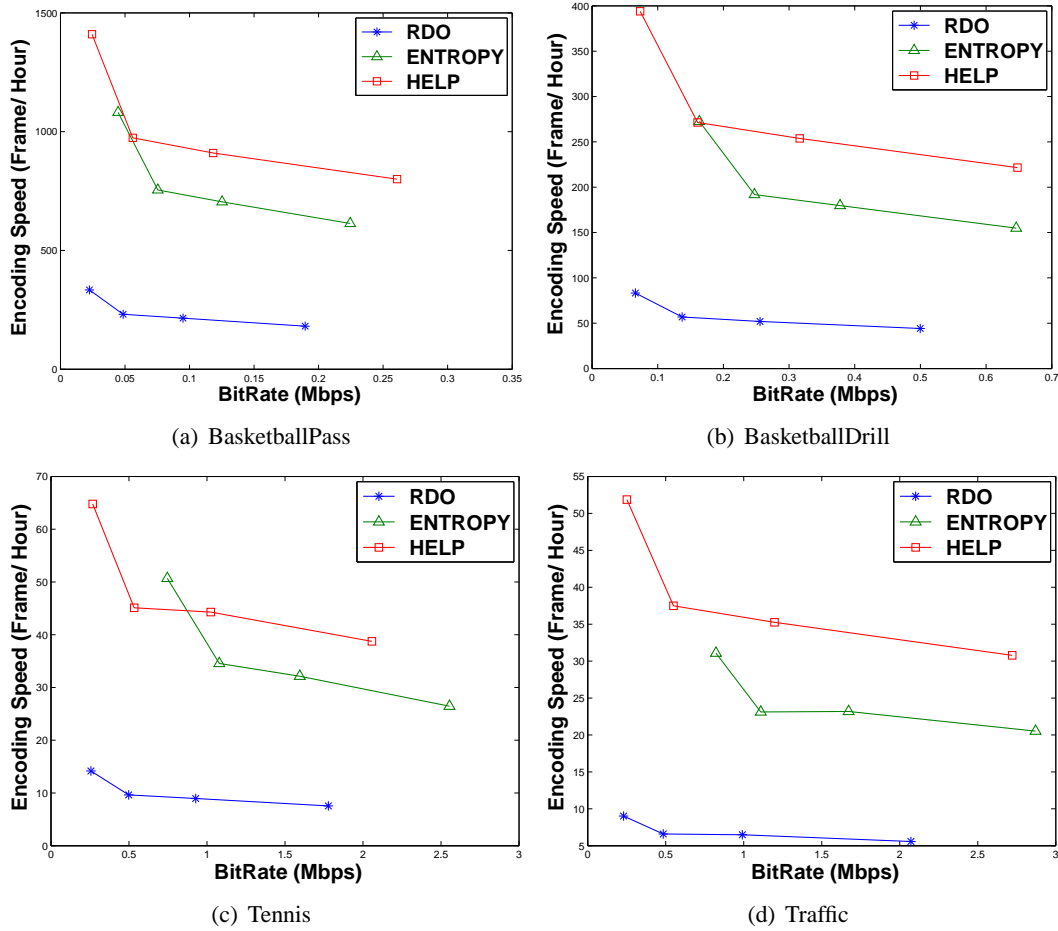 1500
1000
500
0
0 0.05 0.1 0.15 0.2 0.25 0.3 0.35
Encoding Speed (Frame/ Hour)
BitRate (Mbps)
RDO
ENTROPY
HELP
(a) BasketballPass
400
350
300
250
200
150
100
50
0
0 0.1 0.2 0.3 0.4 0.5 0.6 0.7
Encoding Speed (Frame/ Hour)
BitRate (Mbps)
RDO
ENTROPY
HELP
(b) BasketballDrill
70
60
50
40
30
20
10
0
0 0.5 1 1.5 2 2.5 3
Encoding Speed (Frame/ Hour)
BitRate (Mbps)
RDO
ENTROPY
HELP
(c) Tennis
55
50
45
40
35
30
25
20
15
10
5
0 0.5 1 1.5 2 2.5 3
Encoding Speed (Frame/ Hour)
BitRate (Mbps)
RDO
ENTROPY
HELP
(d) Traffic